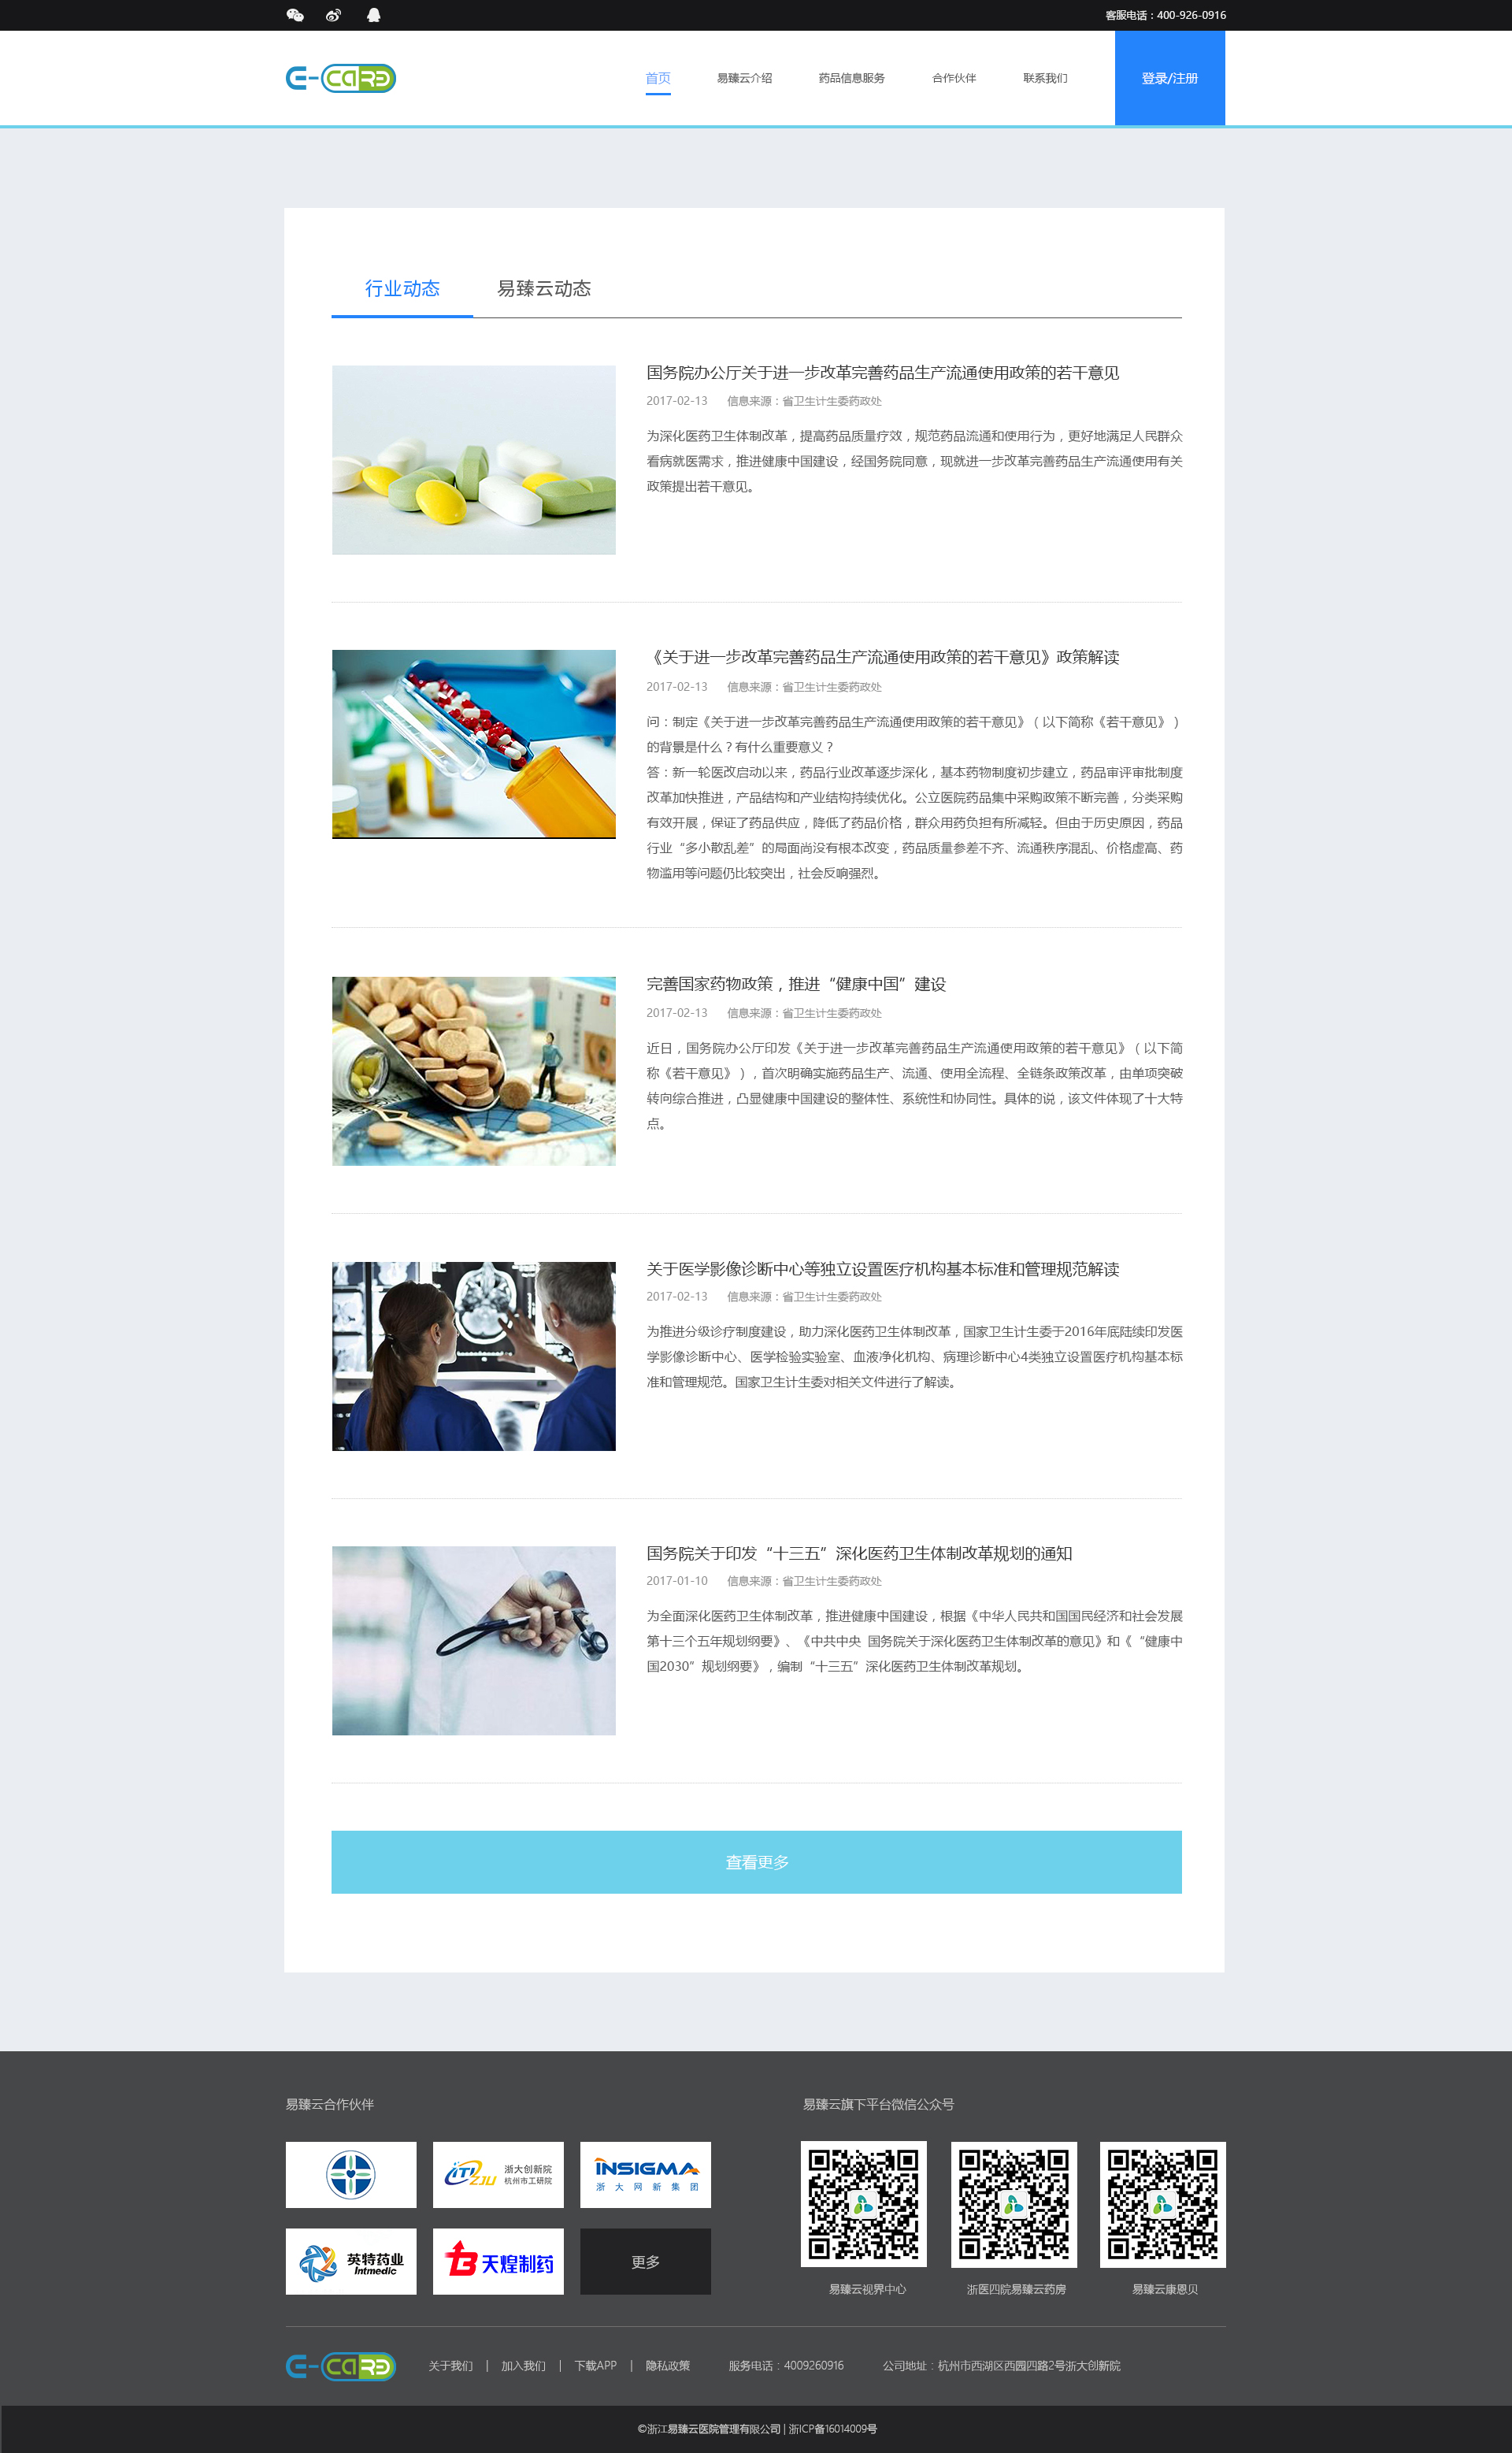 客服电话：400-926-0916
e-care
首页
易臻云介绍
药品信息服务
合作伙伴
联系我们
登录/注册
行业动态
易臻云动态
国务院办公厅关于进一步改革完善药品生产流通使用政策的若干意见
2017-02-13 信息来源：省卫生计生委药政处
为深化医药卫生体制改革，提高药品质量疗效，规范药品流通和使用行为，更好地满足人民群众
看病就医需求，推进健康中国建设，经国务院同意，现就进一步改革完善药品生产流通使用有关
政策提出若干意见。
《关于进一步改革完善药品生产流通使用政策的若干意见》政策解读
2017-02-13 信息来源：省卫生计生委药政处
问：制定《关于进一步改革完善药品生产流通使用政策的若干意见》（以下简称《若干意见》）
的背景是什么？有什么重要意义？
答：新一轮医改启动以来，药品行业改革逐步深化，基本药物制度初步建立，药品审评审批制度
改革加快推进，产品结构和产业结构持续优化。公立医院药品集中采购政策不断完善，分类采购
有效开展，保证了药品供应，降低了药品价格，群众用药负担有所减轻。但由于历史原因，药品
行业“多小散乱差”的局面尚没有根本改变，药品质量参差不齐、流通秩序混乱、价格虚高、药
物滥用等问题仍比较突出，社会反响强烈。
完善国家药物政策，推进“健康中国”建设
2017-02-13 信息来源：省卫生计生委药政处
近日，国务院办公厅印发《关于进一步改革完善药品生产流通使用政策的若干意见》（以下简
称《若干意见》），首次明确实施药品生产、流通、使用全流程、全链条政策改革，由单项突破
转向综合推进，凸显健康中国建设的整体性、系统性和协同性。具体的说，该文件体现了十大特
点。
关于医学影像诊断中心等独立设置医疗机构基本标准和管理规范解读
2017-02-13 信息来源：省卫生计生委药政处
为推进分级诊疗制度建设，助力深化医药卫生体制改革，国家卫生计生委于2016年底陆续印发医
学影像诊断中心、医学检验实验室、血液净化机构、病理诊断中心4类独立设置医疗机构基本标
准和管理规范。国家卫生计生委对相关文件进行了解读。
国务院关于印发“十三五”深化医药卫生体制改革规划的通知
2017-01-10 信息来源：省卫生计生委药政处
为全面深化医药卫生体制改革，推进健康中国建设，根据《中华人民共和国国民经济和社会发展
第十三个五年规划纲要》、《中共中央 国务院关于深化医药卫生体制改革的意见》和《“健康中
国2030”规划纲要》，编制“十三五”深化医药卫生体制改革规划。
查看更多
易臻云合作伙伴
易臻云旗下平台微信公众号
iTi ZJU 浙大创新院
杭州市工研院
INSIGMA
浙大网新集团
英特药业
Intmedic
天煌制药
更多
易臻云视界中心
浙医四院易臻云药房
易臻云康恩贝
e-care
关于我们 | 加入我们 | 下载APP | 隐私政策 服务电话：4009260916 公司地址：杭州市西湖区西园四路2号浙大创新院
©浙江易臻云医院管理有限公司 | 浙ICP备16014009号